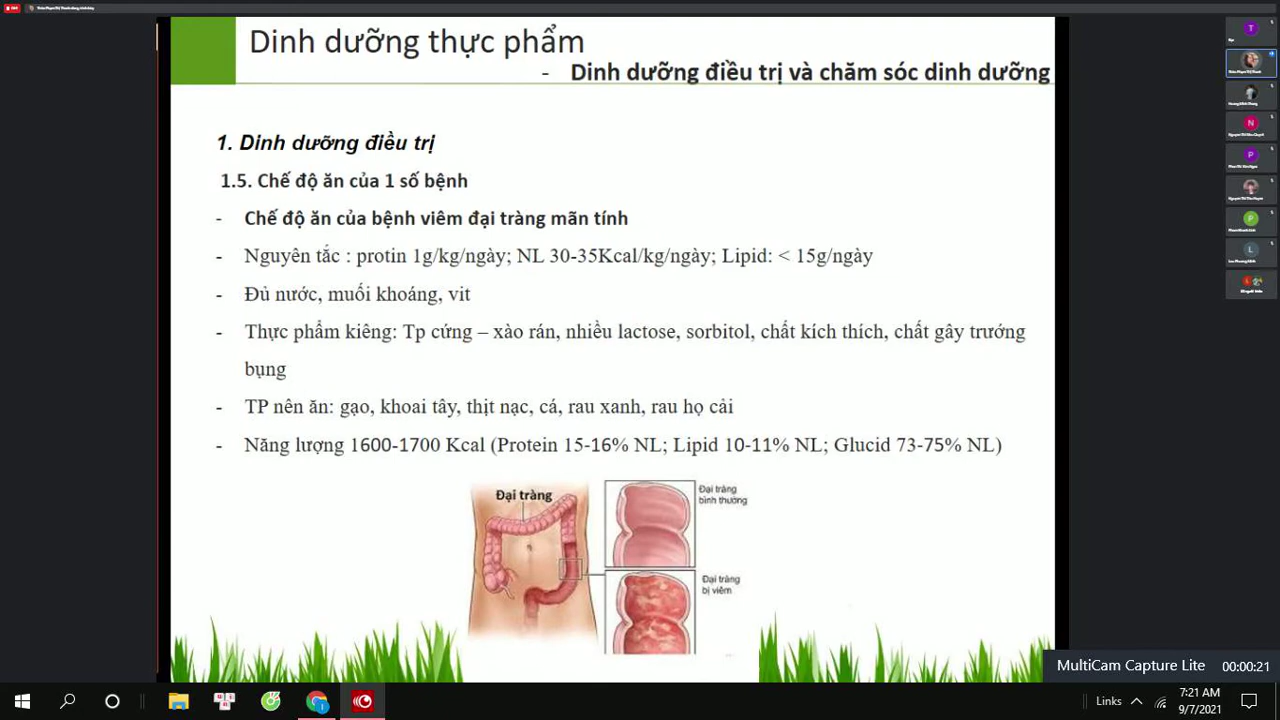 Dinh dưỡng thực phẩm
- Dinh dưỡng điều trị và chăm sóc dinh dưỡng
1. Dinh dưỡng điều trị
1.5. Chế độ ăn của 1 số bệnh
- Chế độ ăn của bệnh viêm đại tràng mãn tính
- Nguyên tắc : protin 1g/kg/ngày; NL 30-35Kcal/kg/ngày; Lipid: < 15g/ngày
- Đủ nước, muối khoáng, vit
- Thực phẩm kiêng: Tp cứng – xào rán, nhiều lactose, sorbitol, chất kích thích, chất gây trướng
bụng
- TP nên ăn: gạo, khoai tây, thịt nạc, cá, rau xanh, rau họ cải
- Năng lượng 1600-1700 Kcal (Protein 15-16% NL; Lipid 10-11% NL; Glucid 73-75% NL)
Đại tràng
Đại tràng
bình thường
Đại tràng
bị viêm
T
N
P
P
L
MultiCam Capture Lite 00:00:21
Links
7:21 AM
9/7/2021